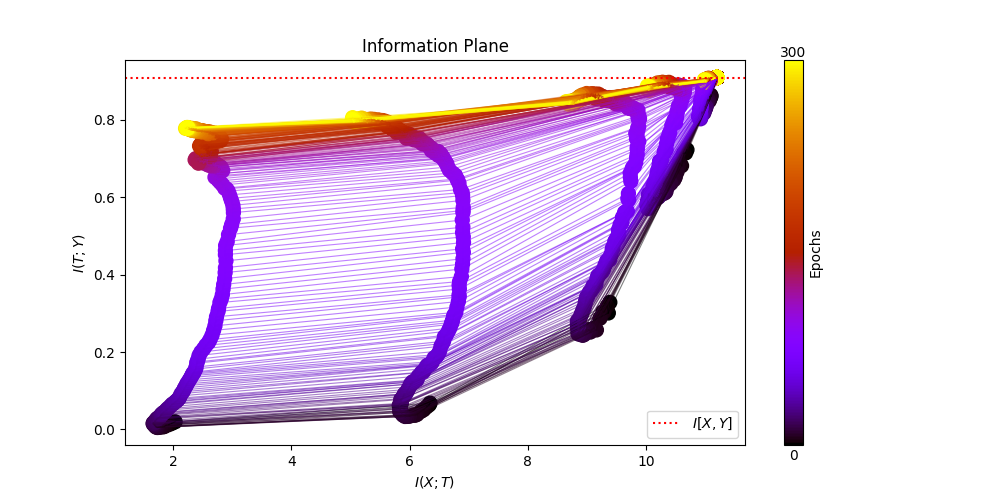 Information Plane
300
0.8
0.6
0.4
0.2
0.0
I(T; Y)
2
4
6
8
10
I(X; T)
I[X, Y]
Epochs
0